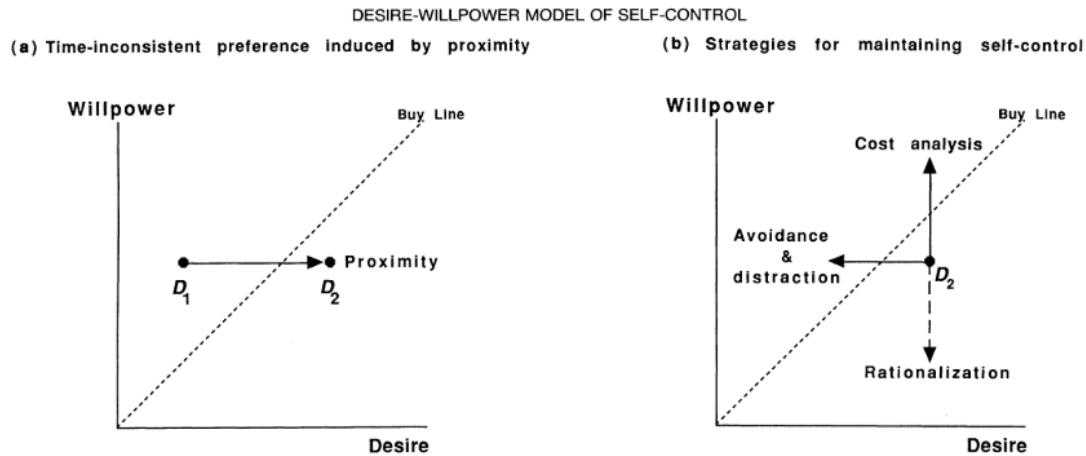 DESIRE-WILLPOWER MODEL OF SELF-CONTROL
(a) Time-inconsistent preference induced by proximity
Willpower
Buy Line
Proximity
D1
D2
Desire
(b) Strategies for maintaining self-control
Willpower
Buy Line
Cost analysis
Avoidance
&
distraction
D2
Rationalization
Desire